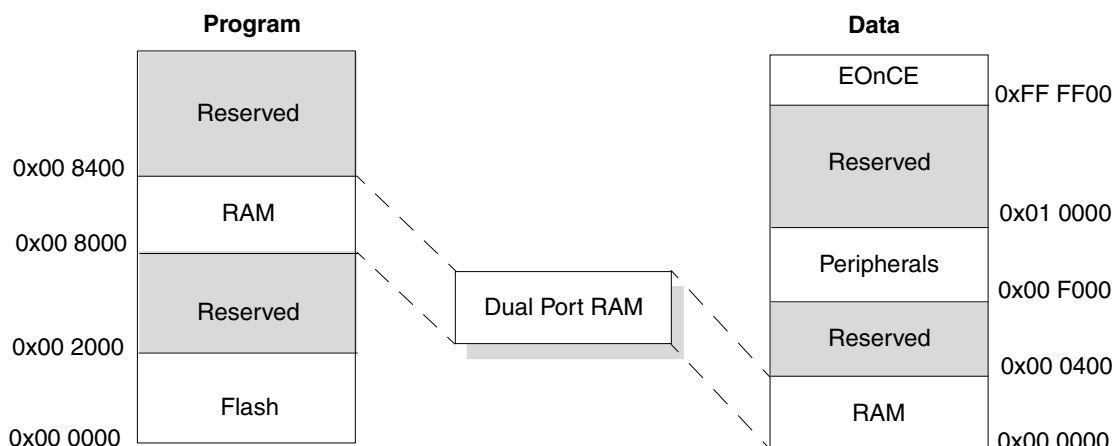 Program
Reserved
0x00 8400
RAM
0x00 8000
Reserved
0x00 2000
Flash
0x00 0000
Dual Port RAM
Data
EOnCE
0xFF FF00
Reserved
0x01 0000
Peripherals
0x00 F000
Reserved
0x00 0400
RAM
0x00 0000